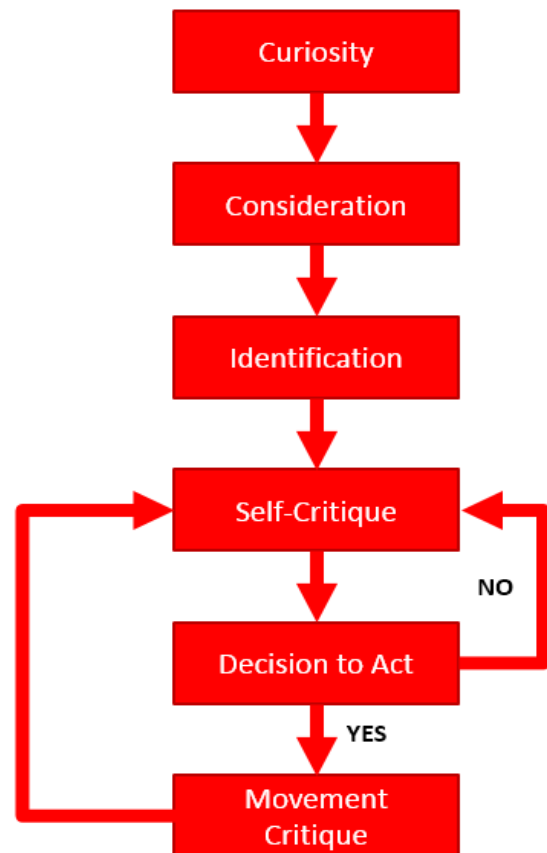 Curiosity
Consideration
Identification
Self-Critique
NO
Decision to Act
YES
Movement
Critique